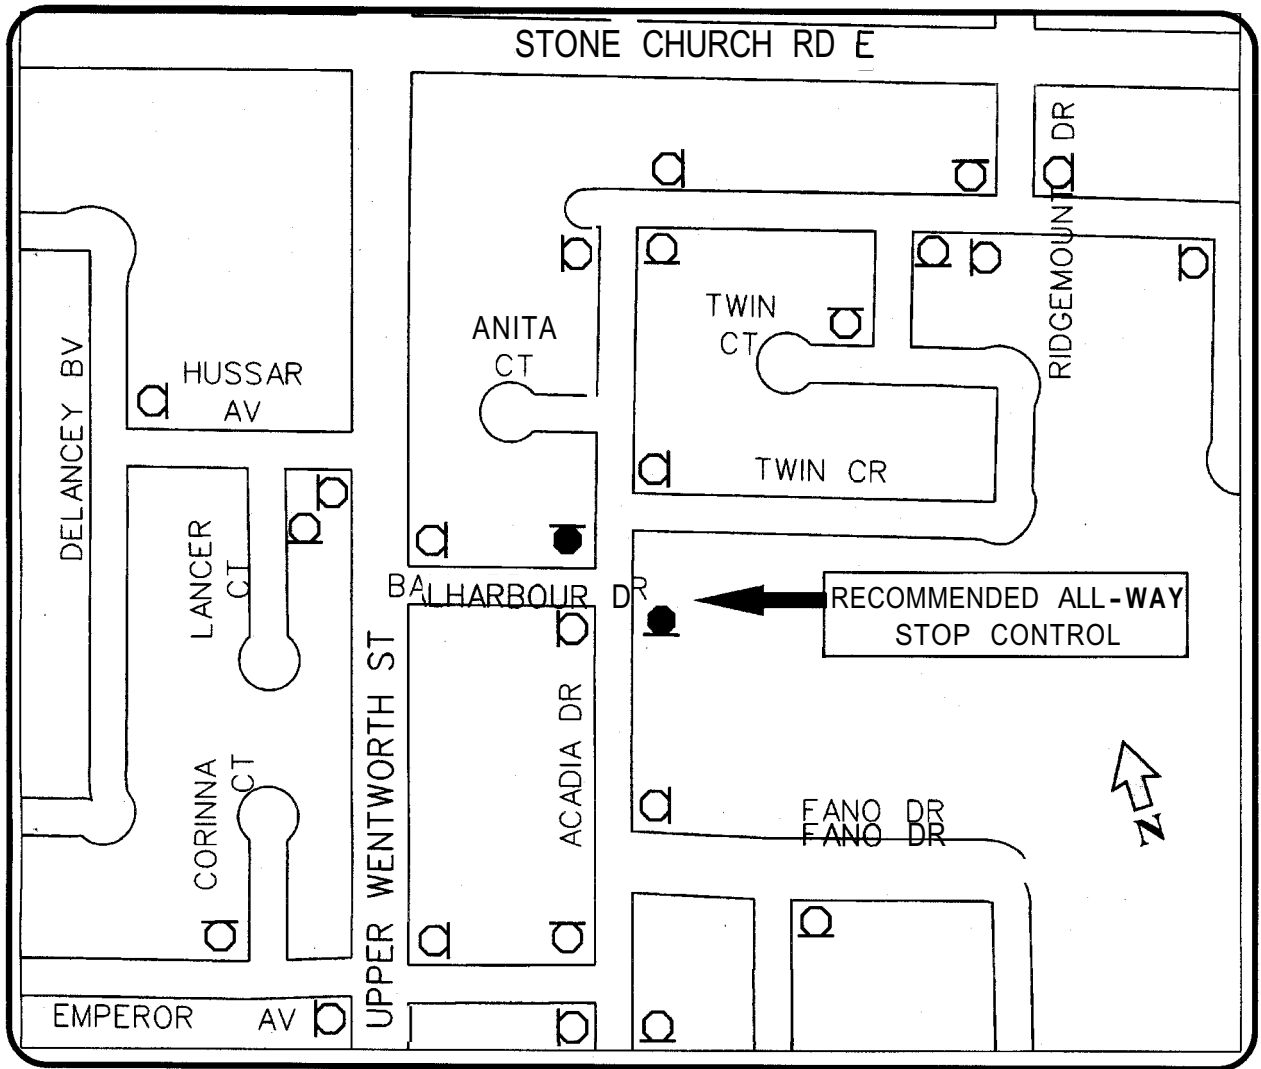 STONE CHURCH RD E
RIDGEMOUNT DR
TWIN
CT
ANITA
CT
HUSSAR
AV
DELANCEY BV
TWIN CR
LANCER
CT
BALHARBOUR DR
RECOMMENDED ALL-WAY
STOP CONTROL
UPPER WENTWORTH ST
ACADIA DR
CORINNA
CT
FANO DR
FANO DR
N
EMPEROR AV